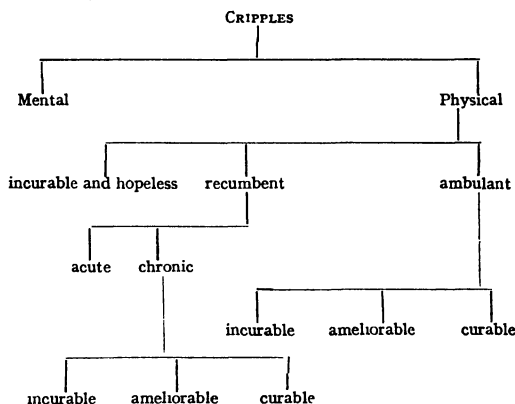 CRIPPLES
Mental Physical
incurable and hopeless recumbent ambulant
acute chronic
incurable ameliorable curable
incurable ameliorable curable